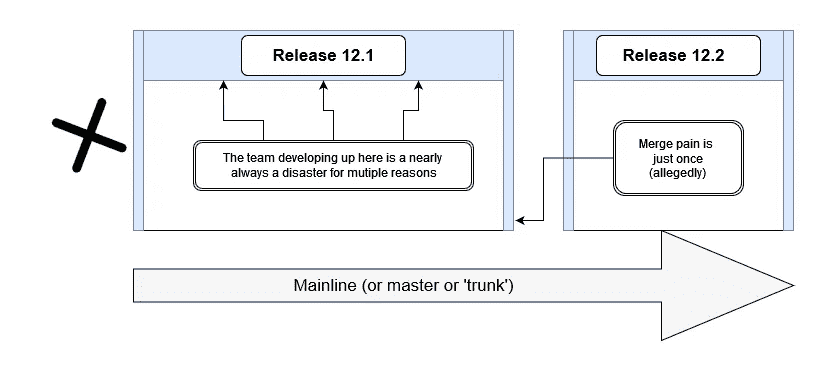 Release 12.1
Release 12.2
The team developing up here is a nearly
always a disaster for mutiple reasons
Merge pain is
just once
(allegedly)
Mainline (or master or 'trunk')